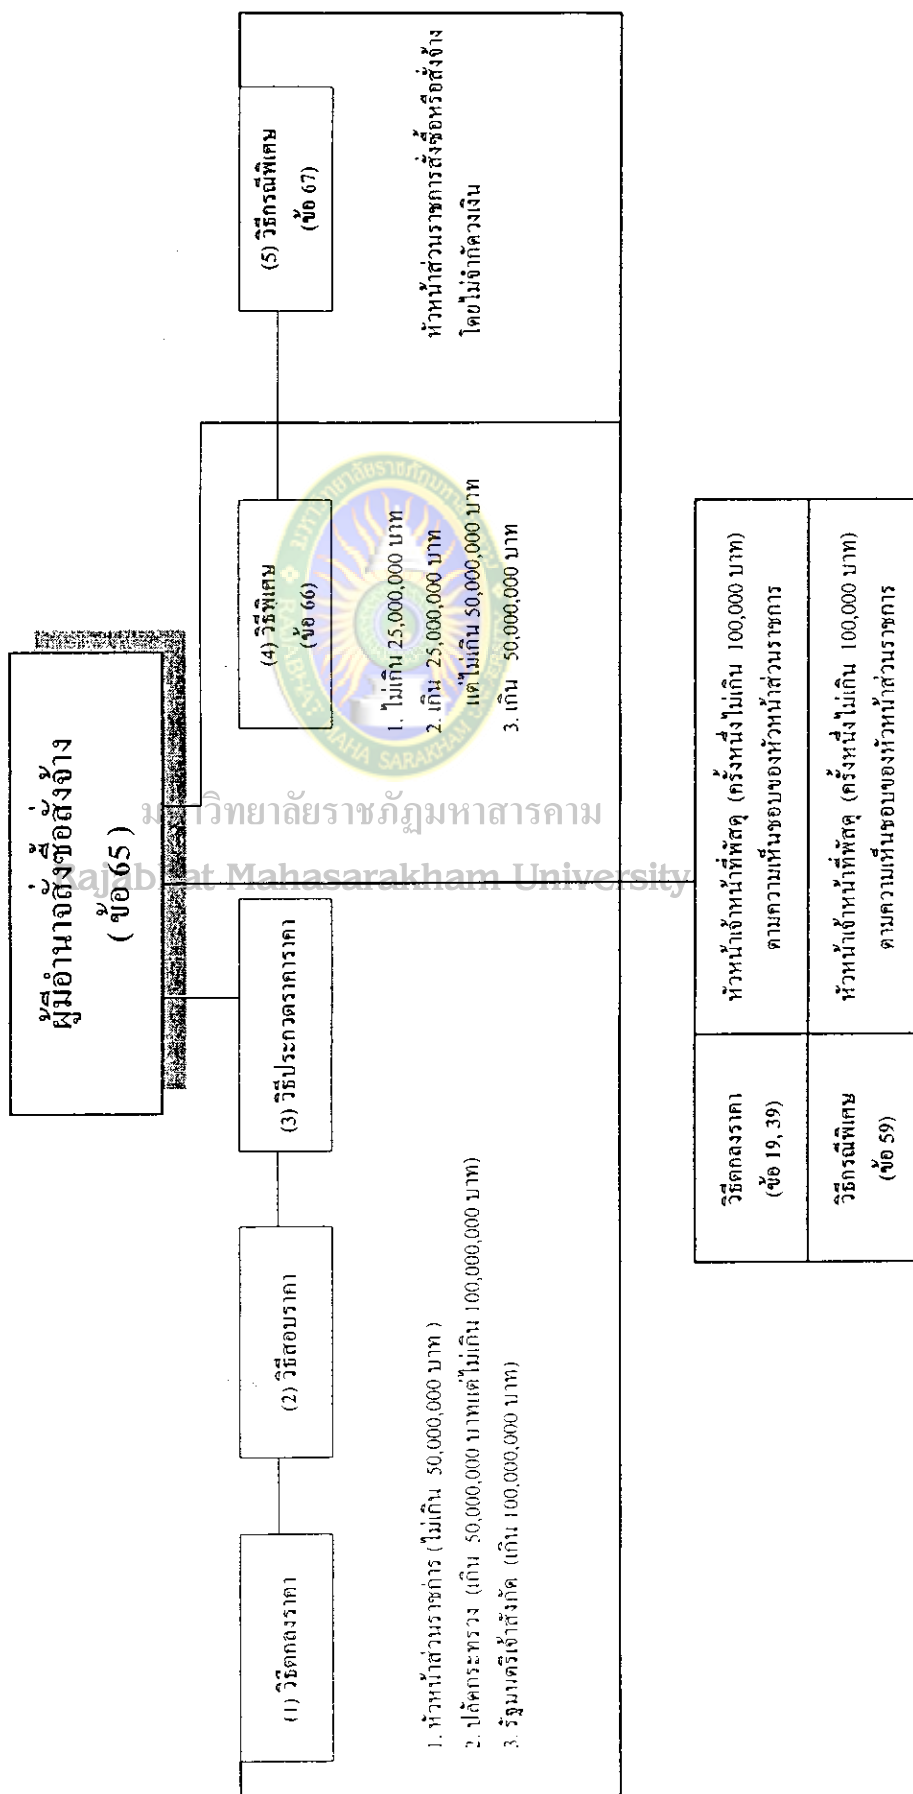 ผู้มีอำนาจสั่งซื้อสั่งจ้าง
( ข้อ 65 )
(1) วิธีตกลงราคา
(2) วิธีสอบราคา
(3) วิธีประกวดราคาราคา
(4) วิธีพิเศษ
(ข้อ 66)
(5) วิธีกรณีพิเศษ
(ข้อ 67)
1. หัวหน้าส่วนราชการ ( ไม่เกิน 50,000,000 บาท )
2. ปลัดกระทรวง (เกิน 50,000,000 บาทแต่ไม่เกิน 100,000,000 บาท)
3. รัฐมนตรีเจ้าสังกัด (เกิน 100,000,000 บาท)
1. ไม่เกิน 25,000,000 บาท
2. เกิน 25,000,000 บาท
แต่ไม่เกิน 50,000,000 บาท
3. เกิน 50,000,000 บาท
หัวหน้าส่วนราชการสั่งซื้อหรือสั่งจ้าง
โดยไม่จำกัดวงเงิน
วิธีตกลงราคา
(ข้อ 19, 39)
หัวหน้าเจ้าหน้าที่พัสดุ (ครั้งหนึ่งไม่เกิน 100,000 บาท)
ตามความเห็นชอบของหัวหน้าส่วนราชการ
วิธีกรณีพิเศษ
(ข้อ 59)
หัวหน้าเจ้าหน้าที่พัสดุ (ครั้งหนึ่งไม่เกิน 100,000 บาท)
ตามความเห็นชอบของหัวหน้าส่วนราชการ
มหาวิทยาลัยราชภัฏมหาสารคาม
Rajabhat Mahasarakham University